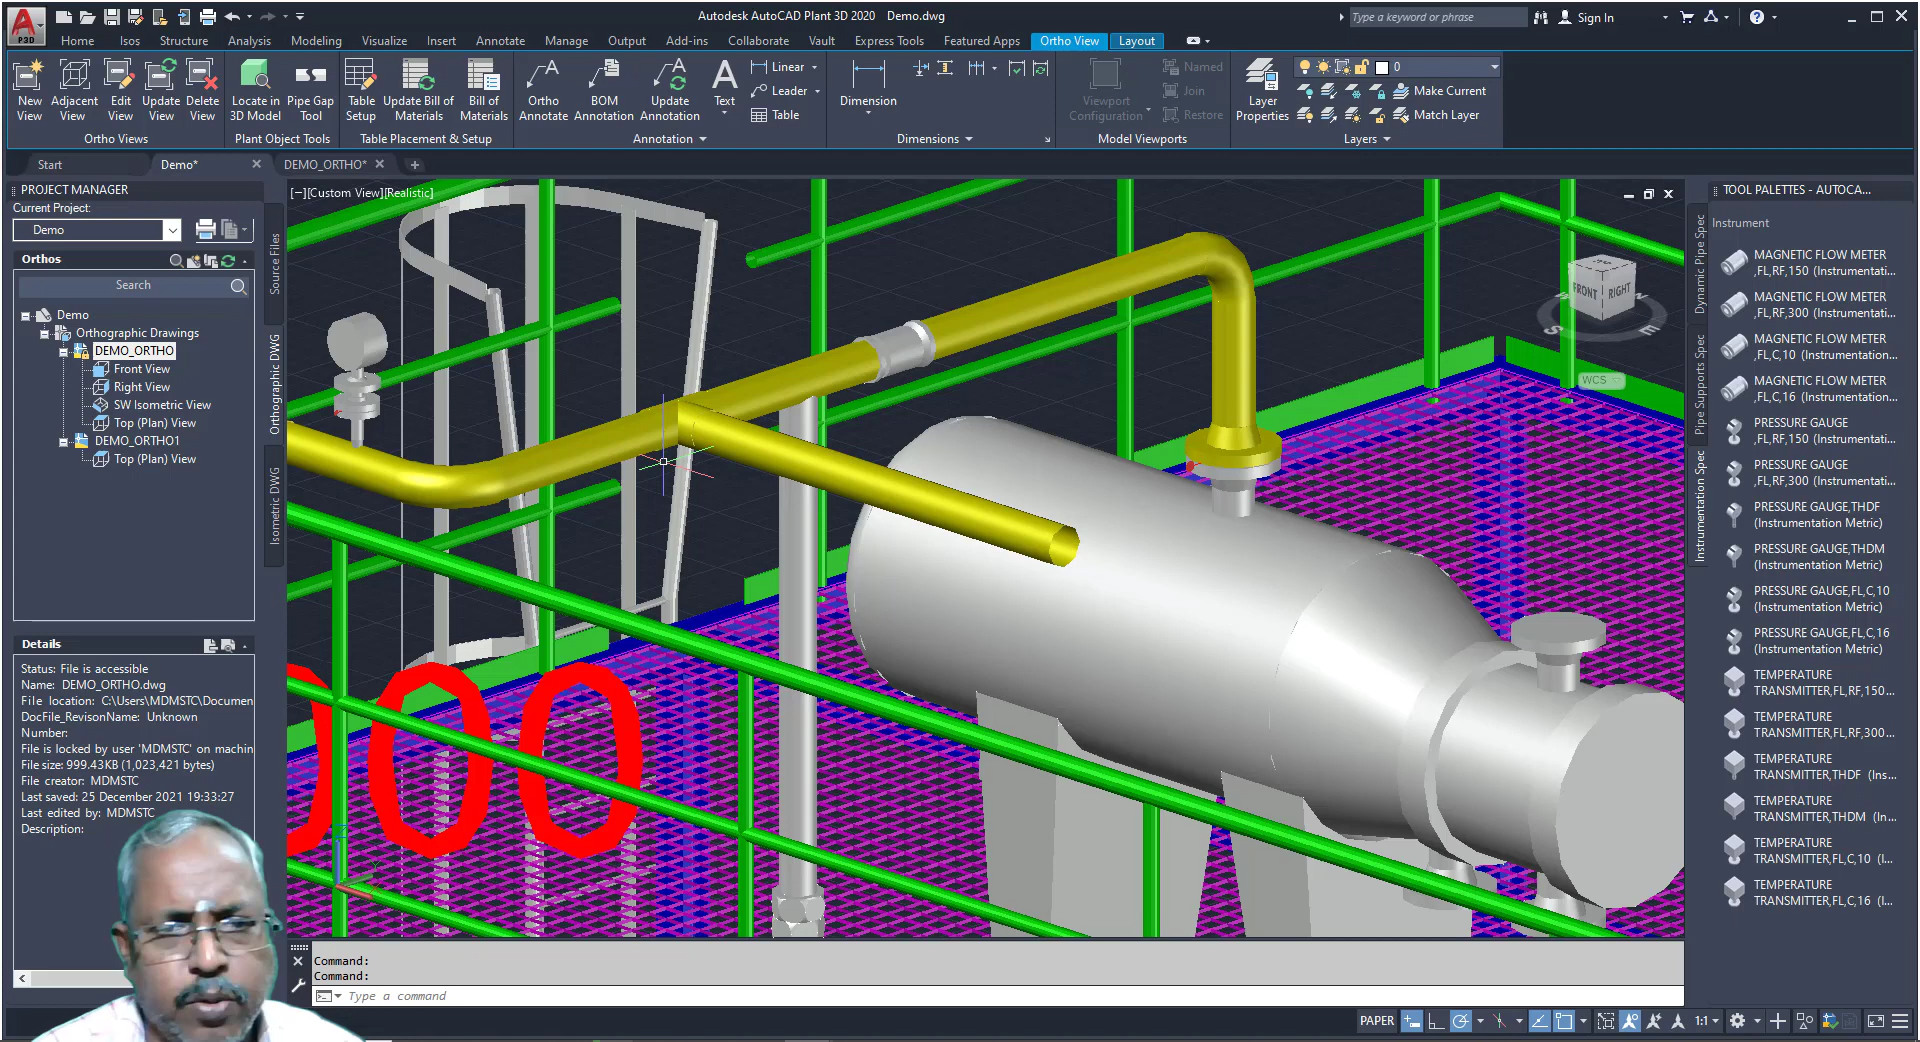 Autodesk AutoCAD Plant 3D 2020 Demo.dwg
Type a keyword or phrase
Sign In
P3D
Home Isos Structure Analysis Modeling Visualize Insert Annotate Manage Output Add-ins Collaborate Vault Express Tools Featured Apps Ortho View Layout
New View
Adjacent View
Edit View
Update View
Delete View
Ortho Views
Locate in 3D Model
Pipe Gap Tool
Plant Object Tools
Table Setup
Update Bill of Materials
Bill of Materials
Table Placement & Setup
Ortho Annotate
BOM Annotation
Update Annotation
Text
Linear
Leader
Table
Annotation
Dimension
Dimensions
Viewport Configuration
Named
Join
Restore
Model Viewports
Layer Properties
0
Make Current
Match Layer
Layers
Start Demo* DEMO_ORTHO*
PROJECT MANAGER
Current Project:
Demo
Orthos
Search
Demo
Orthographic Drawings
DEMO_ORTHO
Front View
Right View
SW Isometric View
Top (Plan) View
DEMO_ORTHO1
Top (Plan) View
Source Files
Orthographic DWG
Isometric DWG
Details
Status: File is accessible
Name: DEMO_ORTHO.dwg
File location: C:\Users\MDMSTC\Documen
DocFile_RevisonName: Unknown
Number:
File is locked by user 'MDMSTC' on machin
File size: 999.43KB (1,023,421 bytes)
File creator: MDMSTC
Last saved: 25 December 2021 19:33:27
Last edited by: MDMSTC
Description:
[−][Custom View][Realistic]
TOP
FRONT
RIGHT
S
E
WCS
Command:
Command:
Type a command
TOOL PALETTES - AUTOCA...
Instrument
Dynamic Pipe Spec
Pipe Supports Spec
Instrumentation Spec
MAGNETIC FLOW METER
,FL,RF,150 (Instrumentati...
MAGNETIC FLOW METER
,FL,RF,300 (Instrumentati...
MAGNETIC FLOW METER
,FL,C,10 (Instrumentation...
MAGNETIC FLOW METER
,FL,C,16 (Instrumentation...
PRESSURE GAUGE
,FL,RF,150 (Instrumentati...
PRESSURE GAUGE
,FL,RF,300 (Instrumentati...
PRESSURE GAUGE,THDF
(Instrumentation Metric)
PRESSURE GAUGE,THDM
(Instrumentation Metric)
PRESSURE GAUGE,FL,C,10
(Instrumentation Metric)
PRESSURE GAUGE,FL,C,16
(Instrumentation Metric)
TEMPERATURE
TRANSMITTER,FL,RF,150...
TEMPERATURE
TRANSMITTER,FL,RF,300...
TEMPERATURE
TRANSMITTER,THDF (Ins...
TEMPERATURE
TRANSMITTER,THDM (In...
TEMPERATURE
TRANSMITTER,FL,C,10 (I...
TEMPERATURE
TRANSMITTER,FL,C,16 (I...
PAPER
1:1